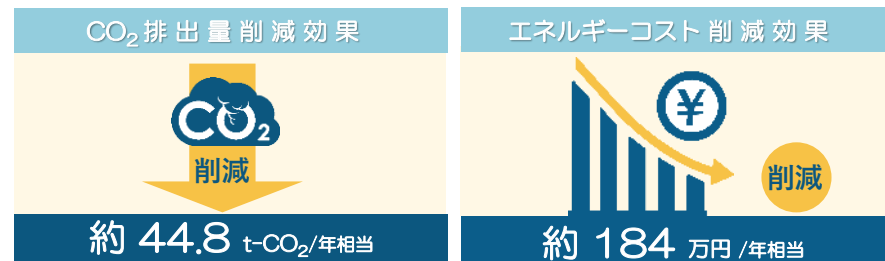 CO₂排出量削減効果
CO₂
削減
約 44.8 t-CO₂/年相当
エネルギーコスト削減効果
¥
削減
約 184 万円 /年相当